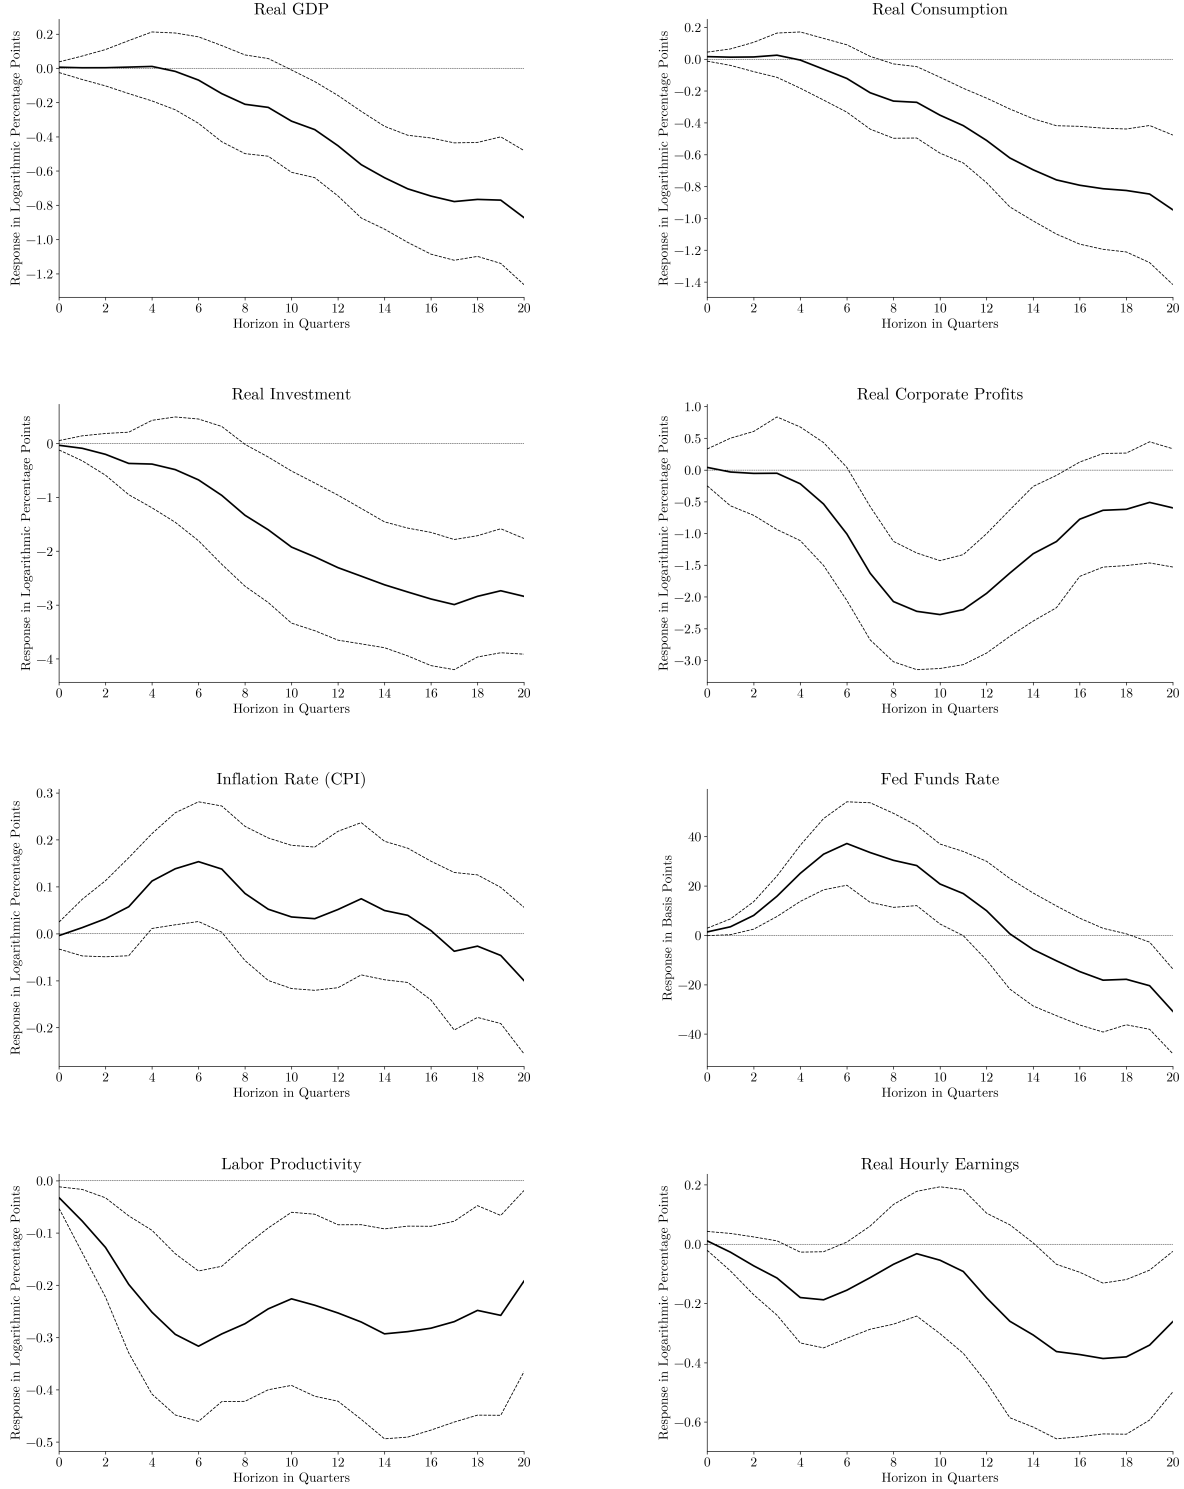 Real GDP
Response in Logarithmic Percentage Points
0.2
0.0
−0.2
−0.4
−0.6
−0.8
−1.0
−1.2
0 2 4 6 8 10 12 14 16 18 20
Horizon in Quarters
Real Consumption
Response in Logarithmic Percentage Points
0.2
0.0
−0.2
−0.4
−0.6
−0.8
−1.0
−1.2
−1.4
0 2 4 6 8 10 12 14 16 18 20
Horizon in Quarters
Real Investment
Response in Logarithmic Percentage Points
0
−1
−2
−3
−4
0 2 4 6 8 10 12 14 16 18 20
Horizon in Quarters
Real Corporate Profits
Response in Logarithmic Percentage Points
1.0
0.5
0.0
−0.5
−1.0
−1.5
−2.0
−2.5
−3.0
0 2 4 6 8 10 12 14 16 18 20
Horizon in Quarters
Inflation Rate (CPI)
Response in Logarithmic Percentage Points
0.3
0.2
0.1
0.0
−0.1
−0.2
0 2 4 6 8 10 12 14 16 18 20
Horizon in Quarters
Fed Funds Rate
Response in Basis Points
40
20
0
−20
−40
0 2 4 6 8 10 12 14 16 18 20
Horizon in Quarters
Labor Productivity
Response in Logarithmic Percentage Points
0.0
−0.1
−0.2
−0.3
−0.4
−0.5
0 2 4 6 8 10 12 14 16 18 20
Horizon in Quarters
Real Hourly Earnings
Response in Logarithmic Percentage Points
0.2
0.0
−0.2
−0.4
−0.6
0 2 4 6 8 10 12 14 16 18 20
Horizon in Quarters